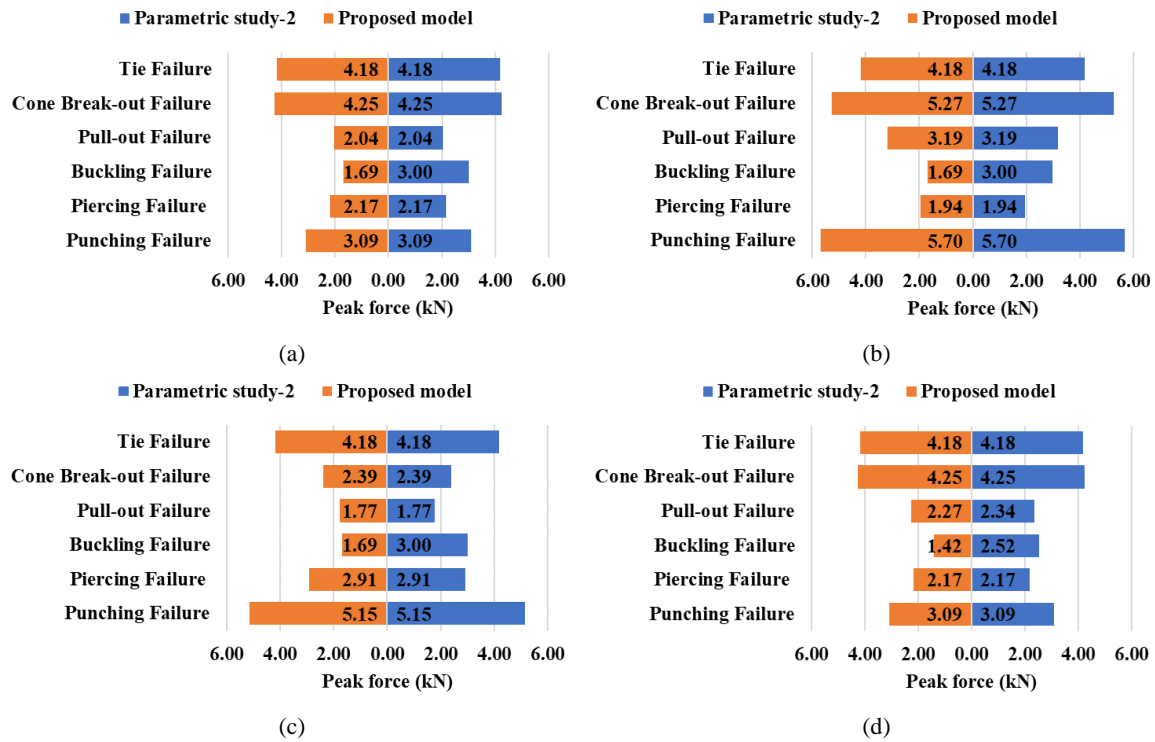 Parametric study-2 Proposed model
Tie Failure 4.18 4.18
Cone Break-out Failure 4.25 4.25
Pull-out Failure 2.04 2.04
Buckling Failure 1.69 3.00
Piercing Failure 2.17 2.17
Punching Failure 3.09 3.09
6.00 4.00 2.00 0.00 2.00 4.00 6.00
Peak force (kN)
(a)
Parametric study-2 Proposed model
Tie Failure 4.18 4.18
Cone Break-out Failure 5.27 5.27
Pull-out Failure 3.19 3.19
Buckling Failure 1.69 3.00
Piercing Failure 1.94 1.94
Punching Failure 5.70 5.70
6.00 4.00 2.00 0.00 2.00 4.00 6.00
Peak force (kN)
(b)
Parametric study-2 Proposed model
Tie Failure 4.18 4.18
Cone Break-out Failure 2.39 2.39
Pull-out Failure 1.77 1.77
Buckling Failure 1.69 3.00
Piercing Failure 2.91 2.91
Punching Failure 5.15 5.15
6.00 4.00 2.00 0.00 2.00 4.00 6.00
Peak force (kN)
(c)
Parametric study-2 Proposed model
Tie Failure 4.18 4.18
Cone Break-out Failure 4.25 4.25
Pull-out Failure 2.27 2.34
Buckling Failure 1.42 2.52
Piercing Failure 2.17 2.17
Punching Failure 3.09 3.09
6.00 4.00 2.00 0.00 2.00 4.00 6.00
Peak force (kN)
(d)